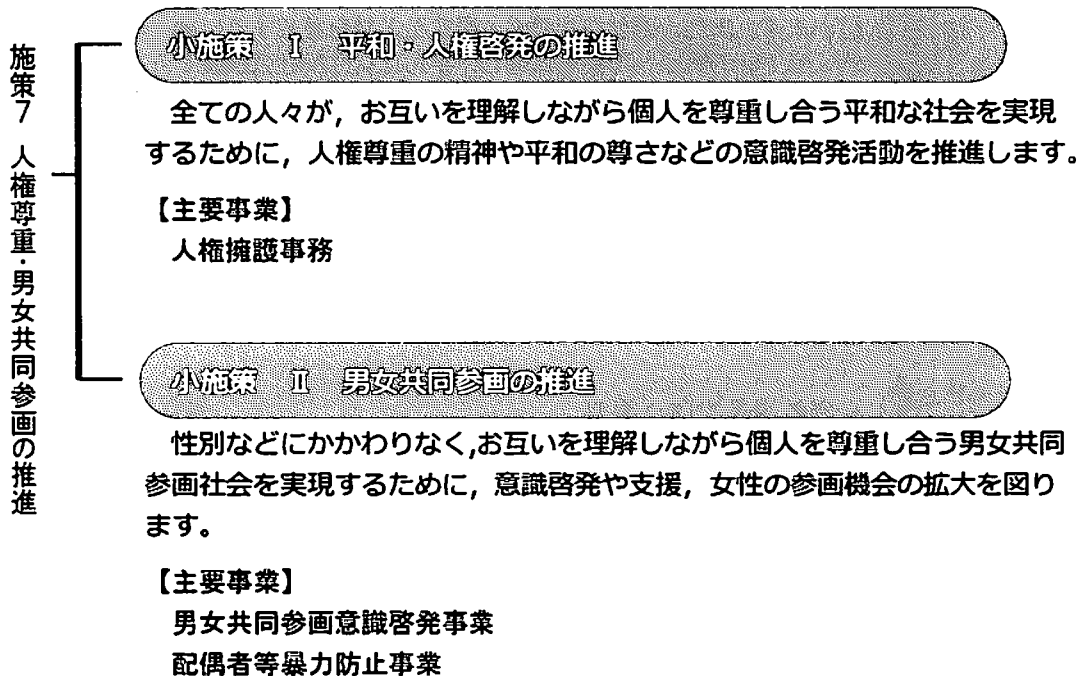 施策7 人権尊重・男女共同参画の推進
小施策 Ⅰ 平和・人権啓発の推進
全ての人々が，お互いを理解しながら個人を尊重し合う平和な社会を実現
するために，人権尊重の精神や平和の尊さなどの意識啓発活動を推進します。
【主要事業】
人権擁護事務
小施策 Ⅱ 男女共同参画の推進
性別などにかかわりなく,お互いを理解しながら個人を尊重し合う男女共同
参画社会を実現するために，意識啓発や支援，女性の参画機会の拡大を図り
ます。
【主要事業】
男女共同参画意識啓発事業
配偶者等暴力防止事業